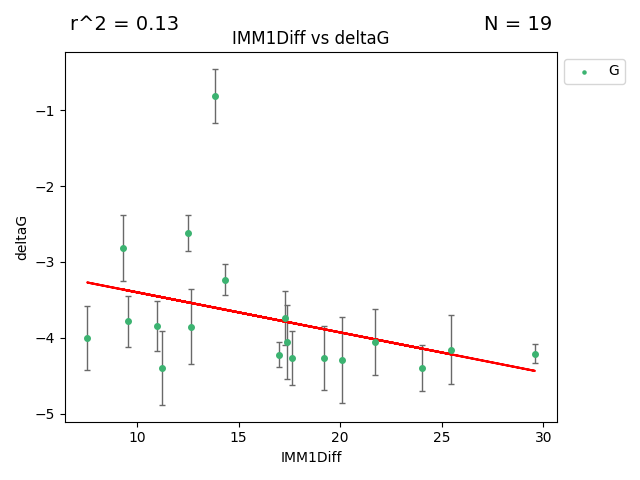 r^2 = 0.13
N = 19
IMM1Diff vs deltaG
G
−1
−2
−3
−4
−5
deltaG
10
15
20
25
30
IMM1Diff